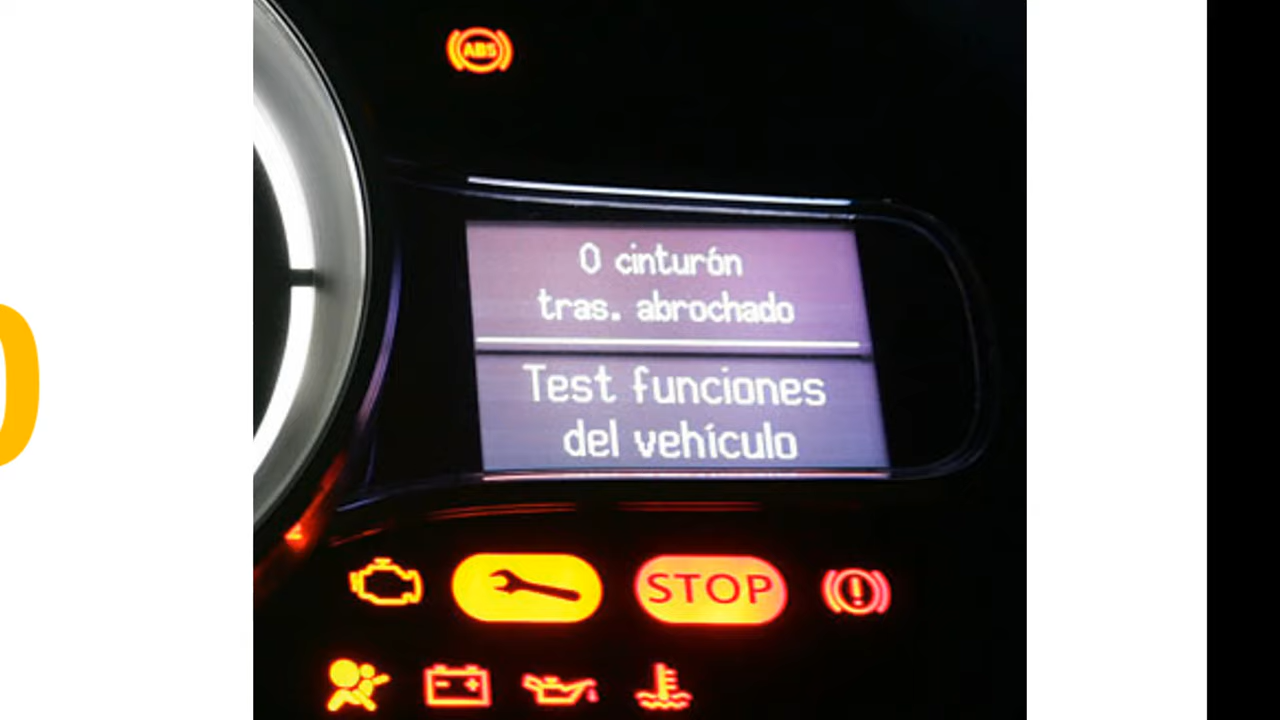 ABS
0 cinturón
tras. abrochado
Test funciones
del vehículo
STOP